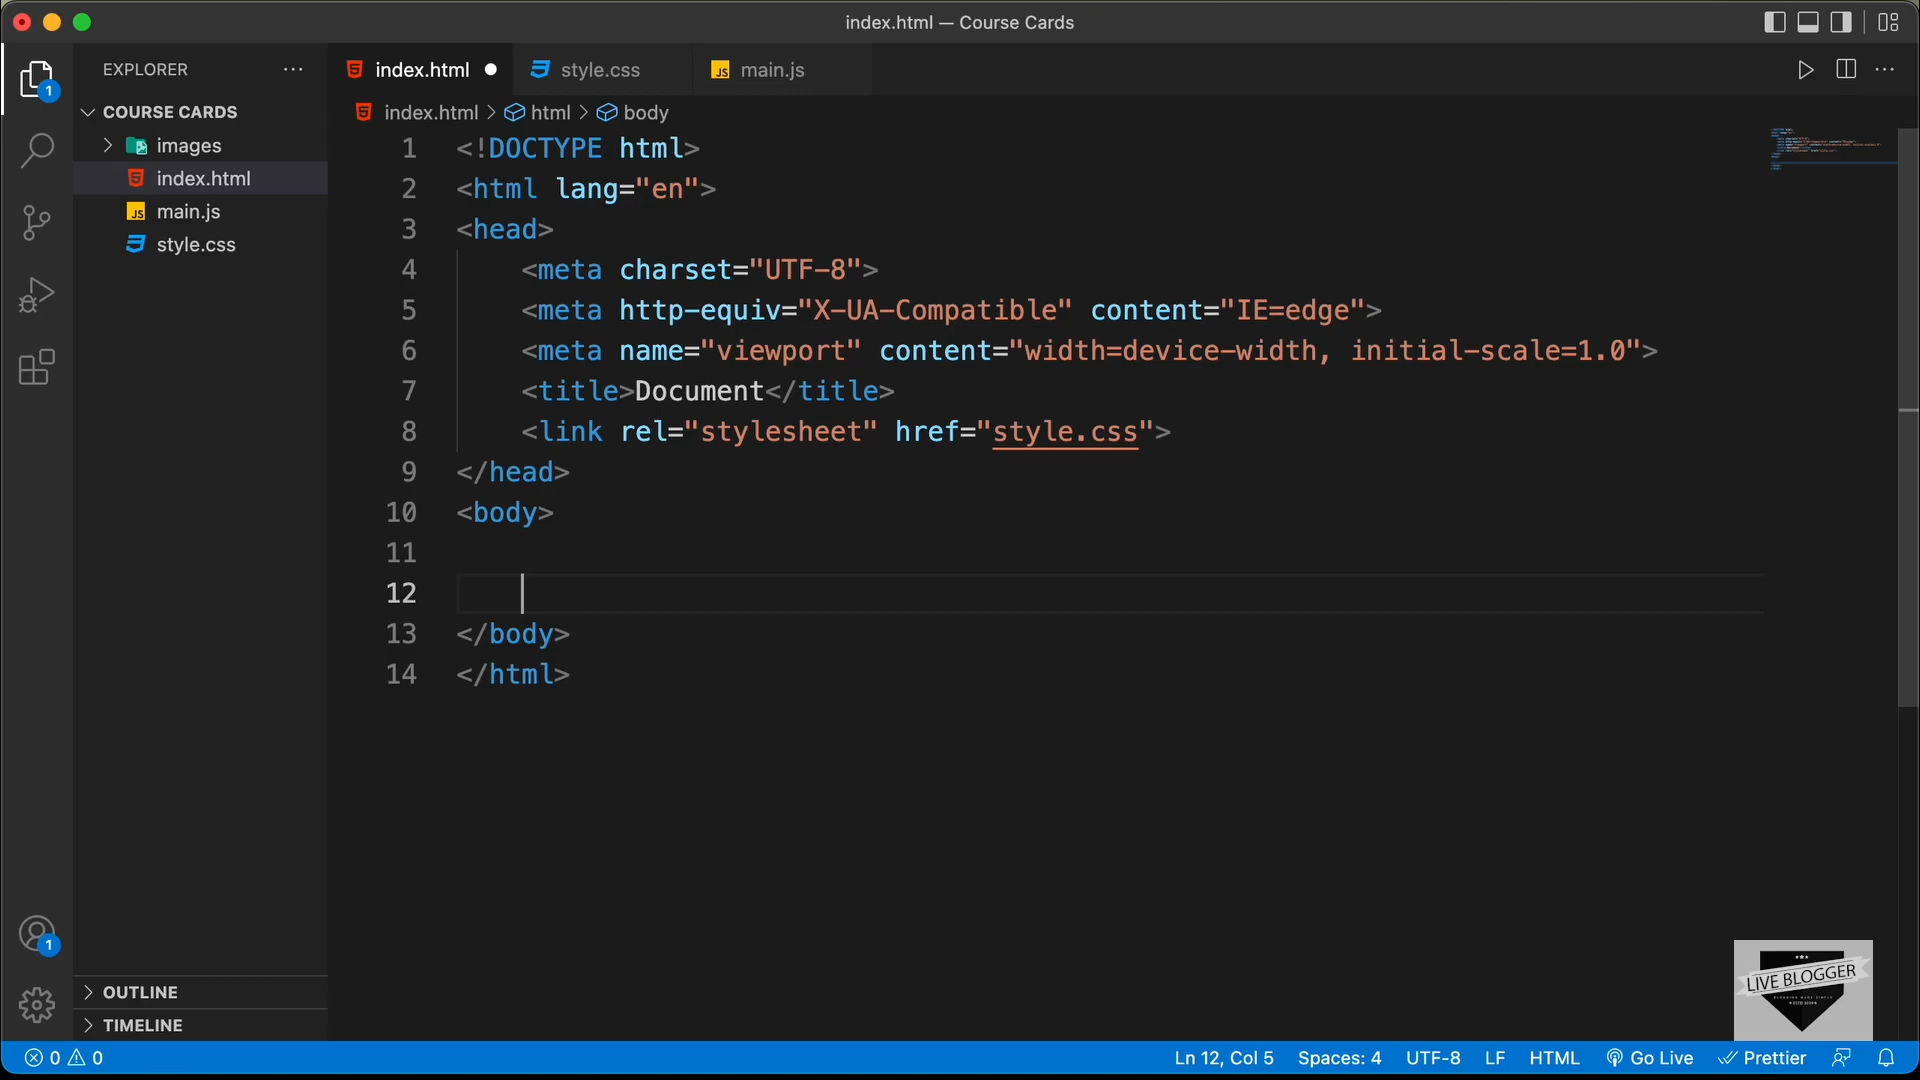 index.html — Course Cards
EXPLORER
index.html
style.css
JS main.js
1
COURSE CARDS
index.html > html > body
images
index.html
JS main.js
style.css
1 <!DOCTYPE html>
2 <html lang="en">
3 <head>
4 <meta charset="UTF-8">
5 <meta http-equiv="X-UA-Compatible" content="IE=edge">
6 <meta name="viewport" content="width=device-width, initial-scale=1.0">
7 <title>Document</title>
8 <link rel="stylesheet" href="style.css">
9 </head>
10 <body>
11
12
13 </body>
14 </html>
1
OUTLINE
TIMELINE
LIVE BLOGGER
0 0
Ln 12, Col 5 Spaces: 4 UTF-8 LF HTML Go Live Prettier